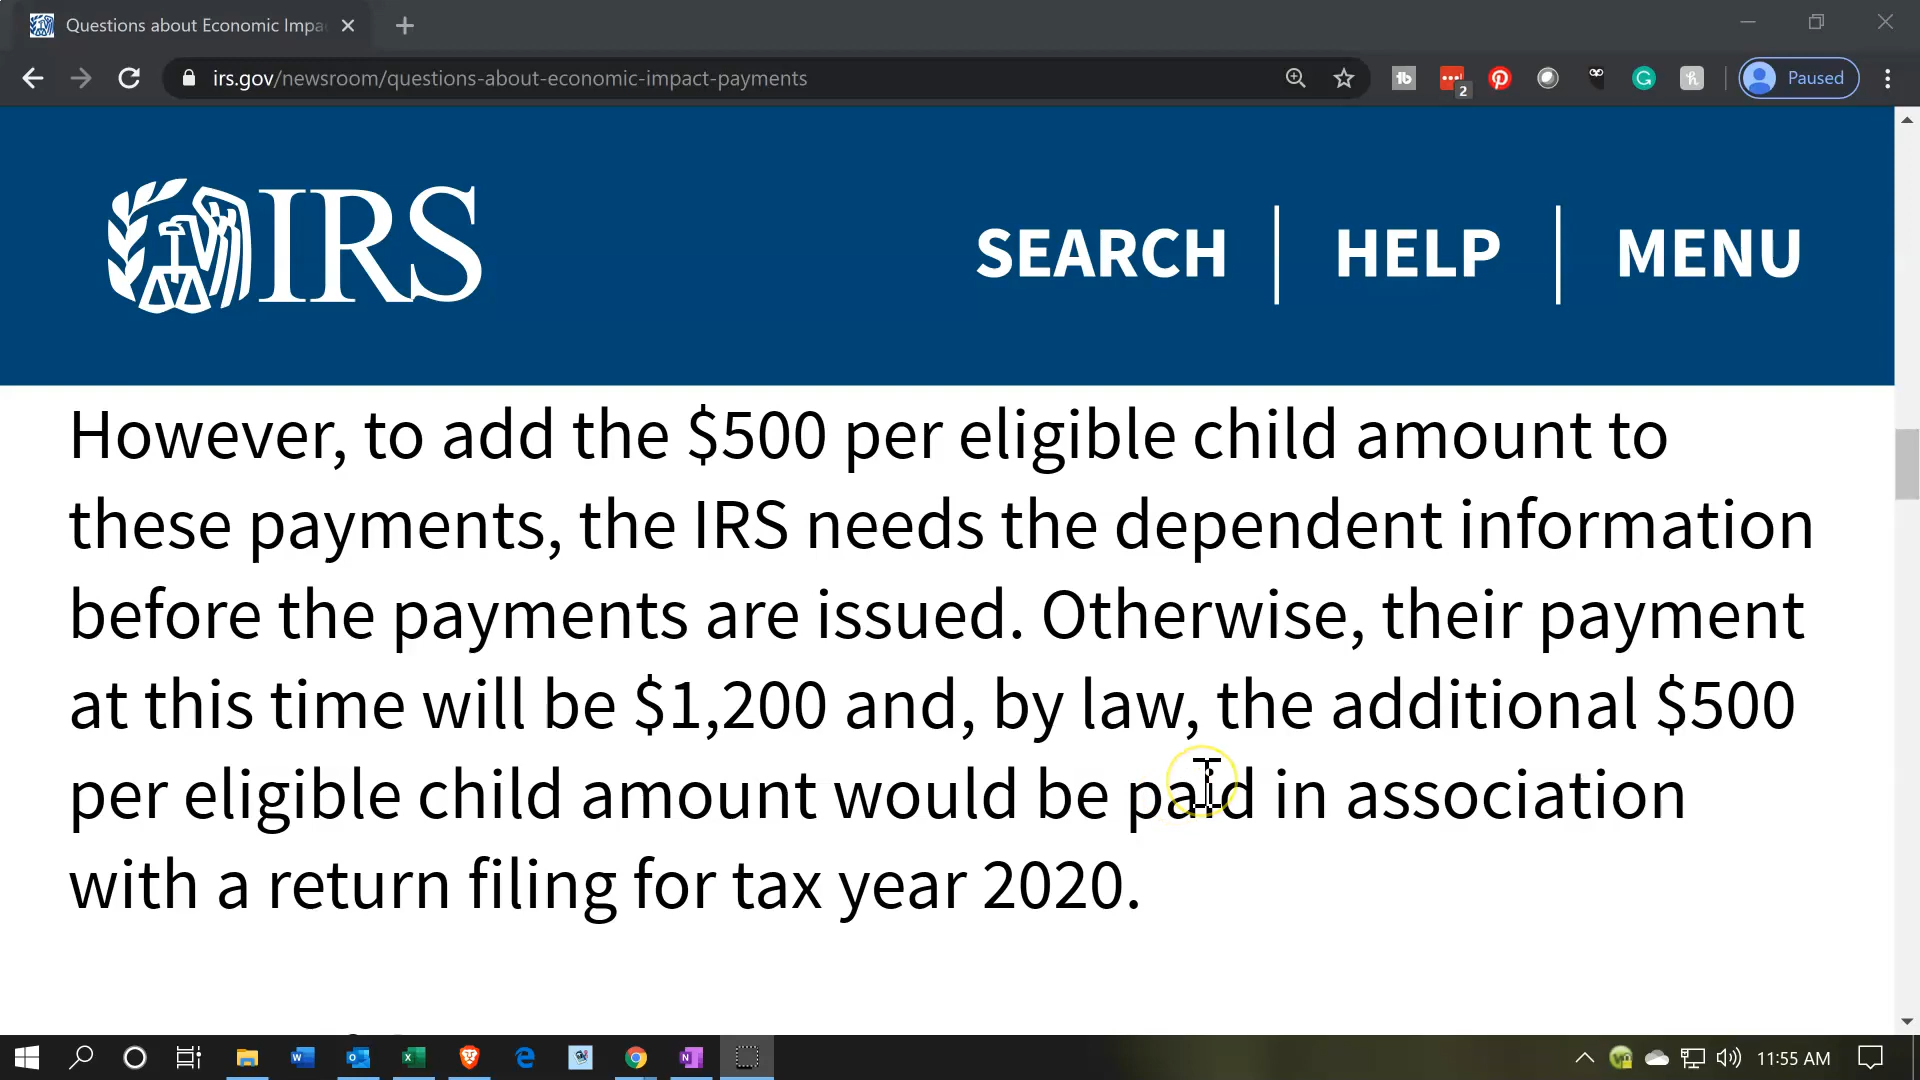 Questions about Economic Impa
irs.gov/newsroom/questions-about-economic-impact-payments
2
Paused
IRS
SEARCH
HELP
MENU
However, to add the $500 per eligible child amount to
these payments, the IRS needs the dependent information
before the payments are issued. Otherwise, their payment
at this time will be $1,200 and, by law, the additional $500
per eligible child amount would be paid in association
with a return filing for tax year 2020.
11:55 AM